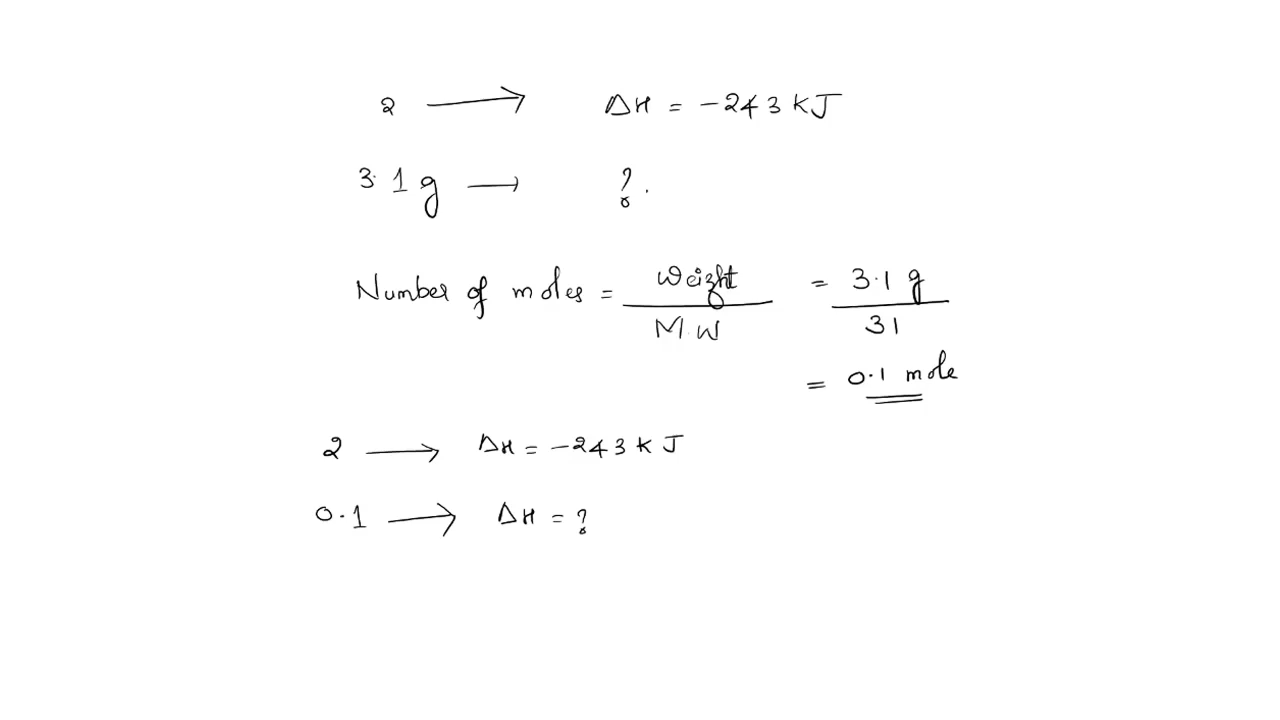 2 ⟶ ΔH = -243 kJ
3.1 g ⟶ ? .
Number of moles = Weight / M.W = 3.1 g / 31
= 0.1 mole
2 ⟶ ΔH = -243 kJ
0.1 ⟶ ΔH = ?